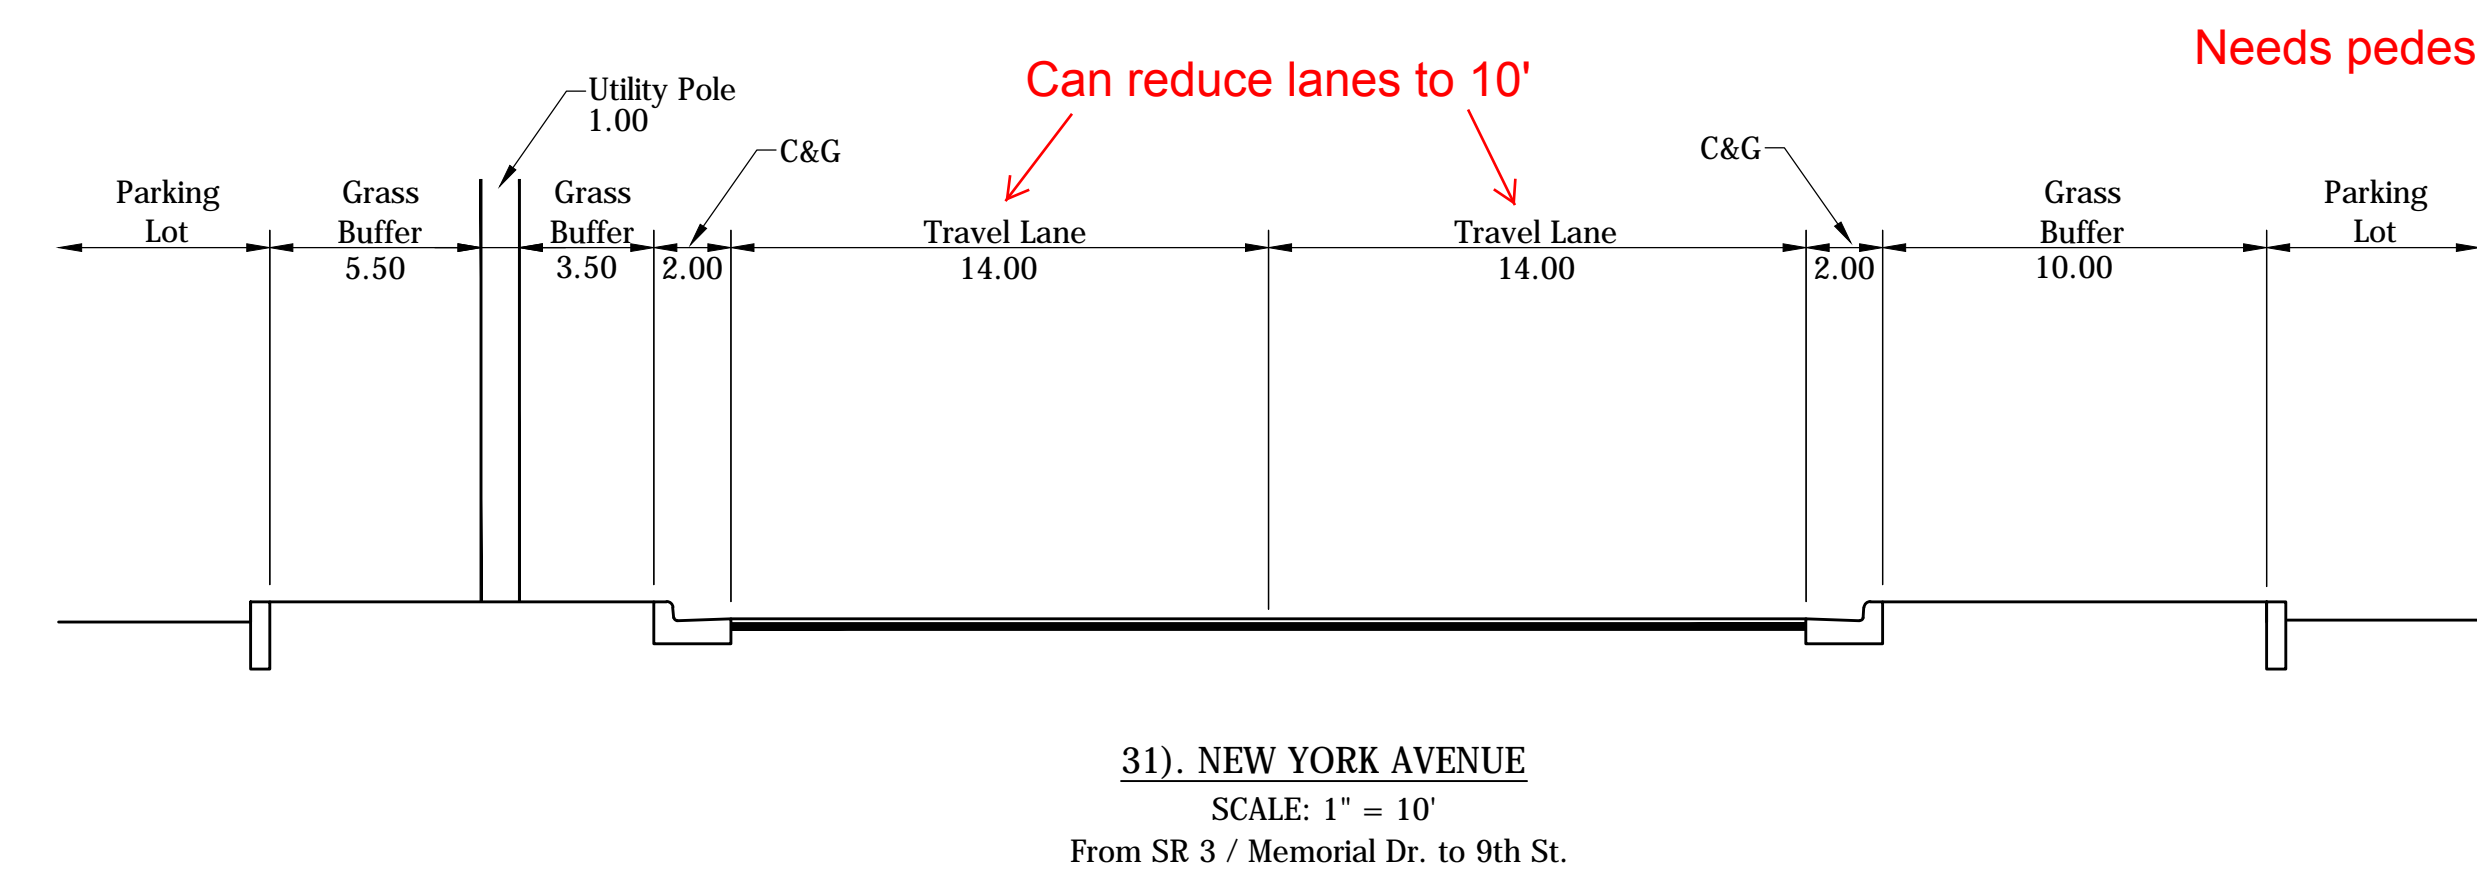 Needs pedes
Can reduce lanes to 10'
Utility Pole
1.00
C&G
C&G
Parking
Lot
Grass
Buffer
5.50
Grass
Buffer
3.50
2.00
Travel Lane
14.00
Travel Lane
14.00
2.00
Grass
Buffer
10.00
Parking
Lot
31). NEW YORK AVENUE
SCALE: 1" = 10'
From SR 3 / Memorial Dr. to 9th St.